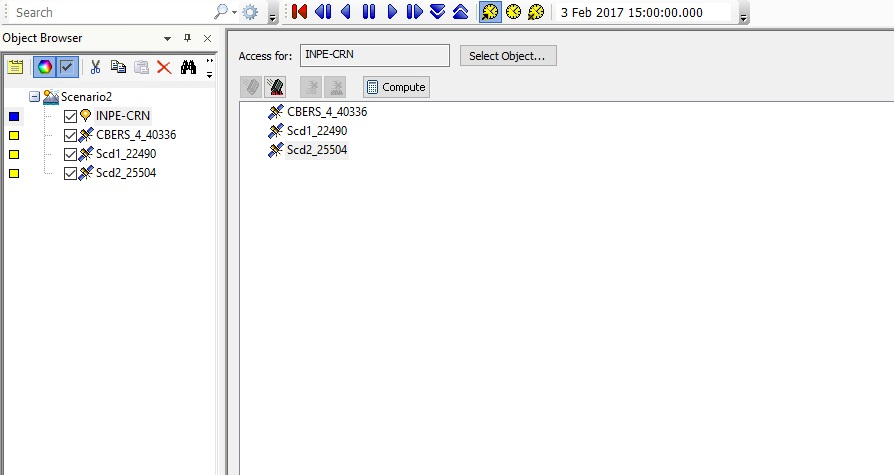 Search
3 Feb 2017 15:00:00.000
Object Browser
Scenario2
INPE-CRN
CBERS_4_40336
Scd1_22490
Scd2_25504
Access for: INPE-CRN Select Object...
Compute
CBERS_4_40336
Scd1_22490
Scd2_25504